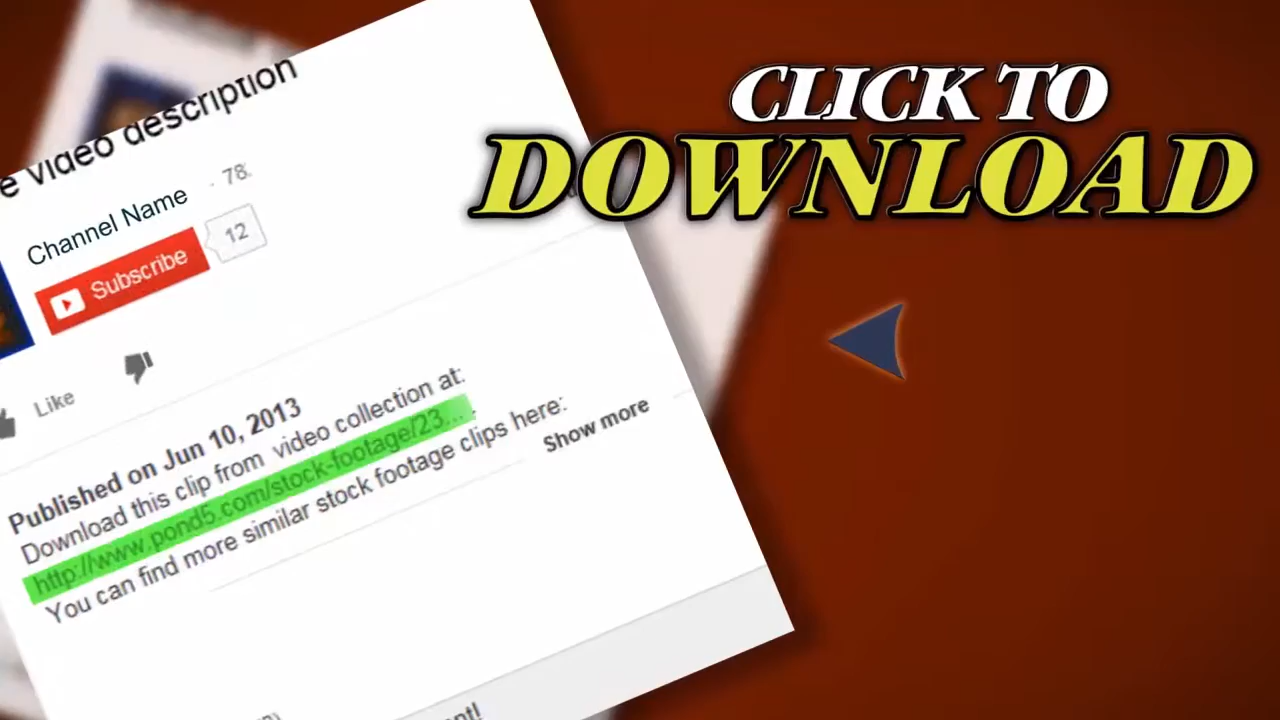 CLICK TO
DOWNLOAD
e video description
Channel Name
Subscribe
12
78
Like
Published on Jun 10, 2013
Download this clip from video collection at:
http://www.pond5.com/stock-footage/23...
You can find more similar stock footage clips here:
Show more